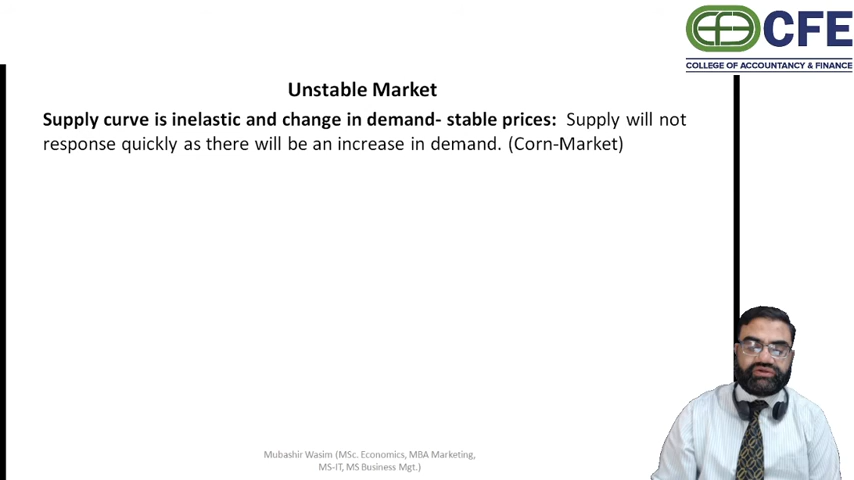 CFE
COLLEGE OF ACCOUNTANCY & FINANCE
Unstable Market
Supply curve is inelastic and change in demand- stable prices: Supply will not
response quickly as there will be an increase in demand. (Corn-Market)
Mubashir Wasim (MSc. Economics, MBA Marketing,
MS-IT, MS Business Mgt.)